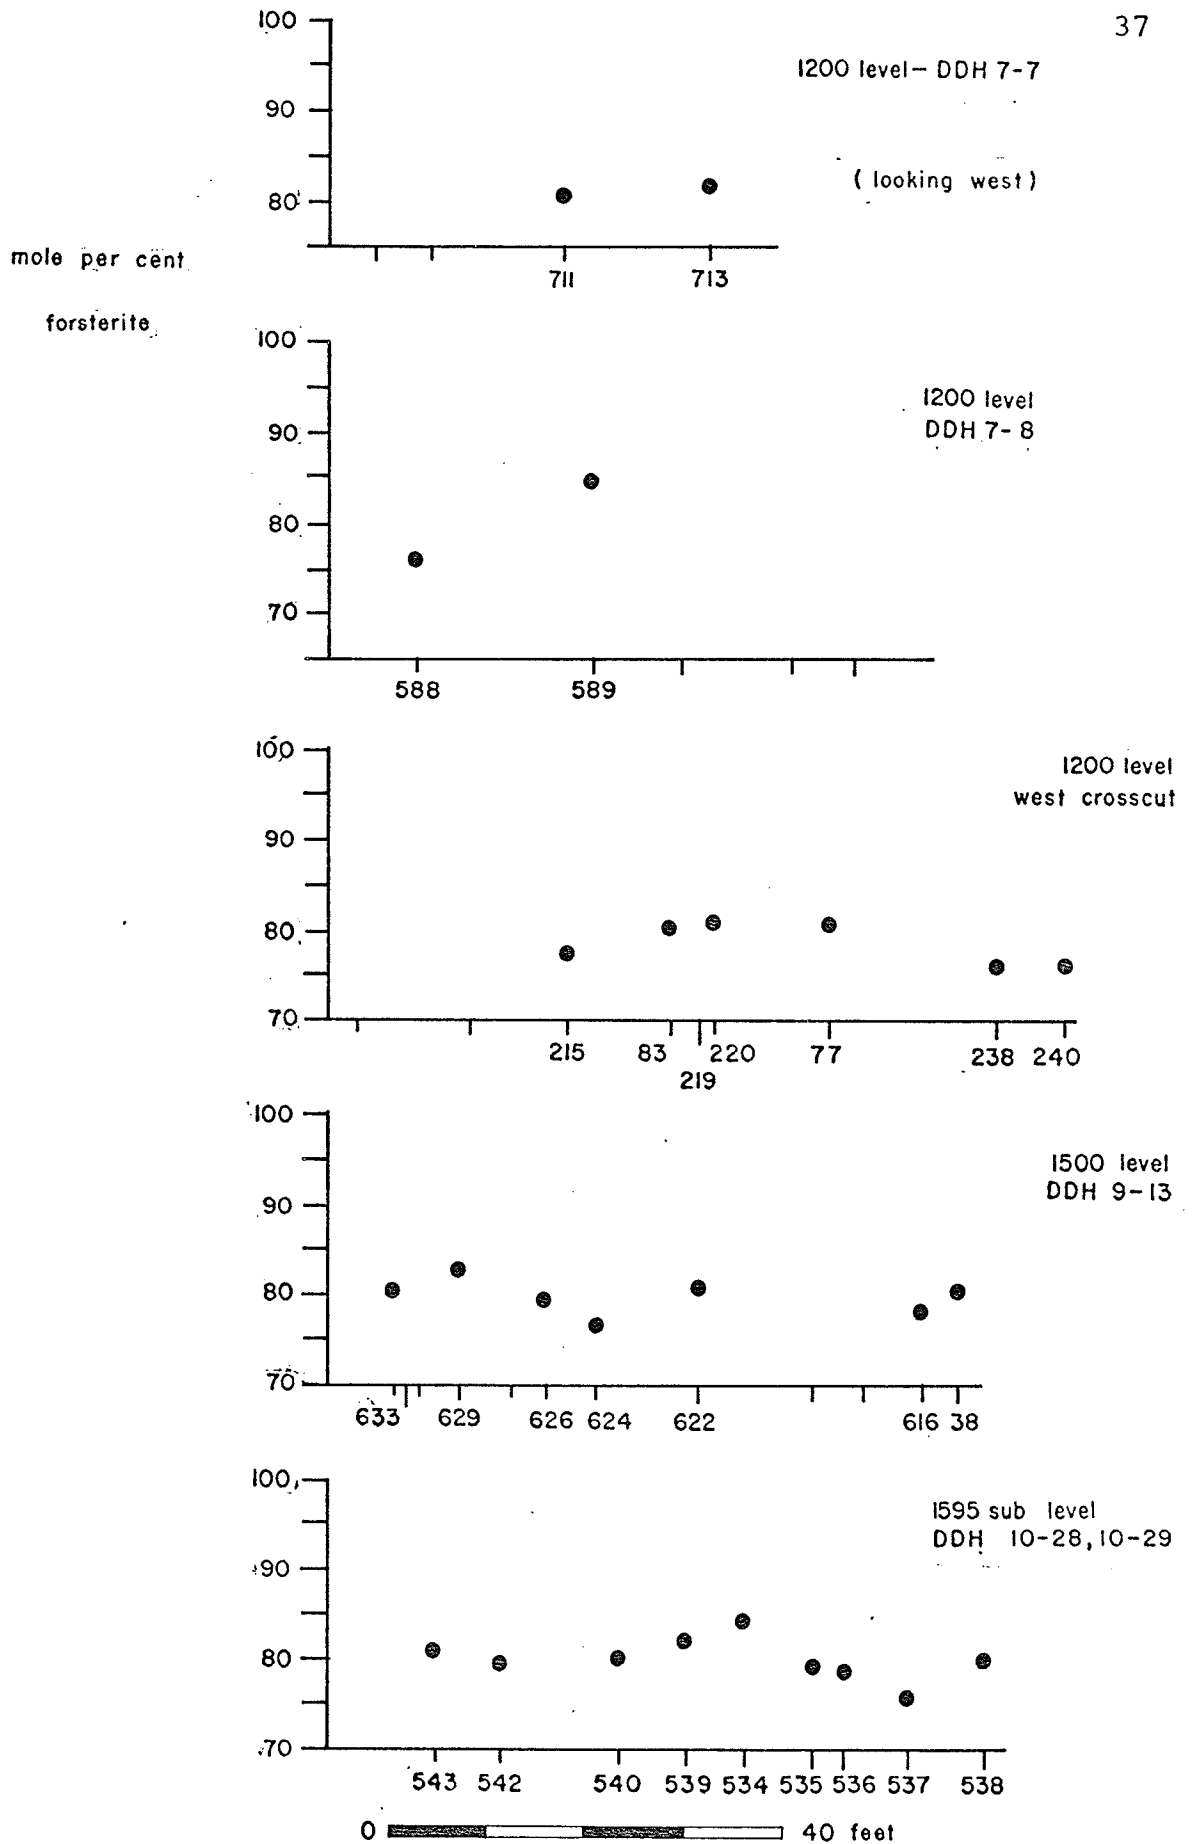 37
1200 level - DDH 7-7
(looking west)
mole per cent
forsterite
100
90
80
711 713
1200 level
DDH 7-8
100
90
80
70
588 589
1200 level
west crosscut
100
90
80
70
215 83 220 77 238 240
219
1500 level
DDH 9-13
100
90
80
70
633 629 626 624 622 616 38
1595 sub level
DDH 10-28, 10-29
100
90
80
70
543 542 540 539 534 535 536 537 538
0 40 feet